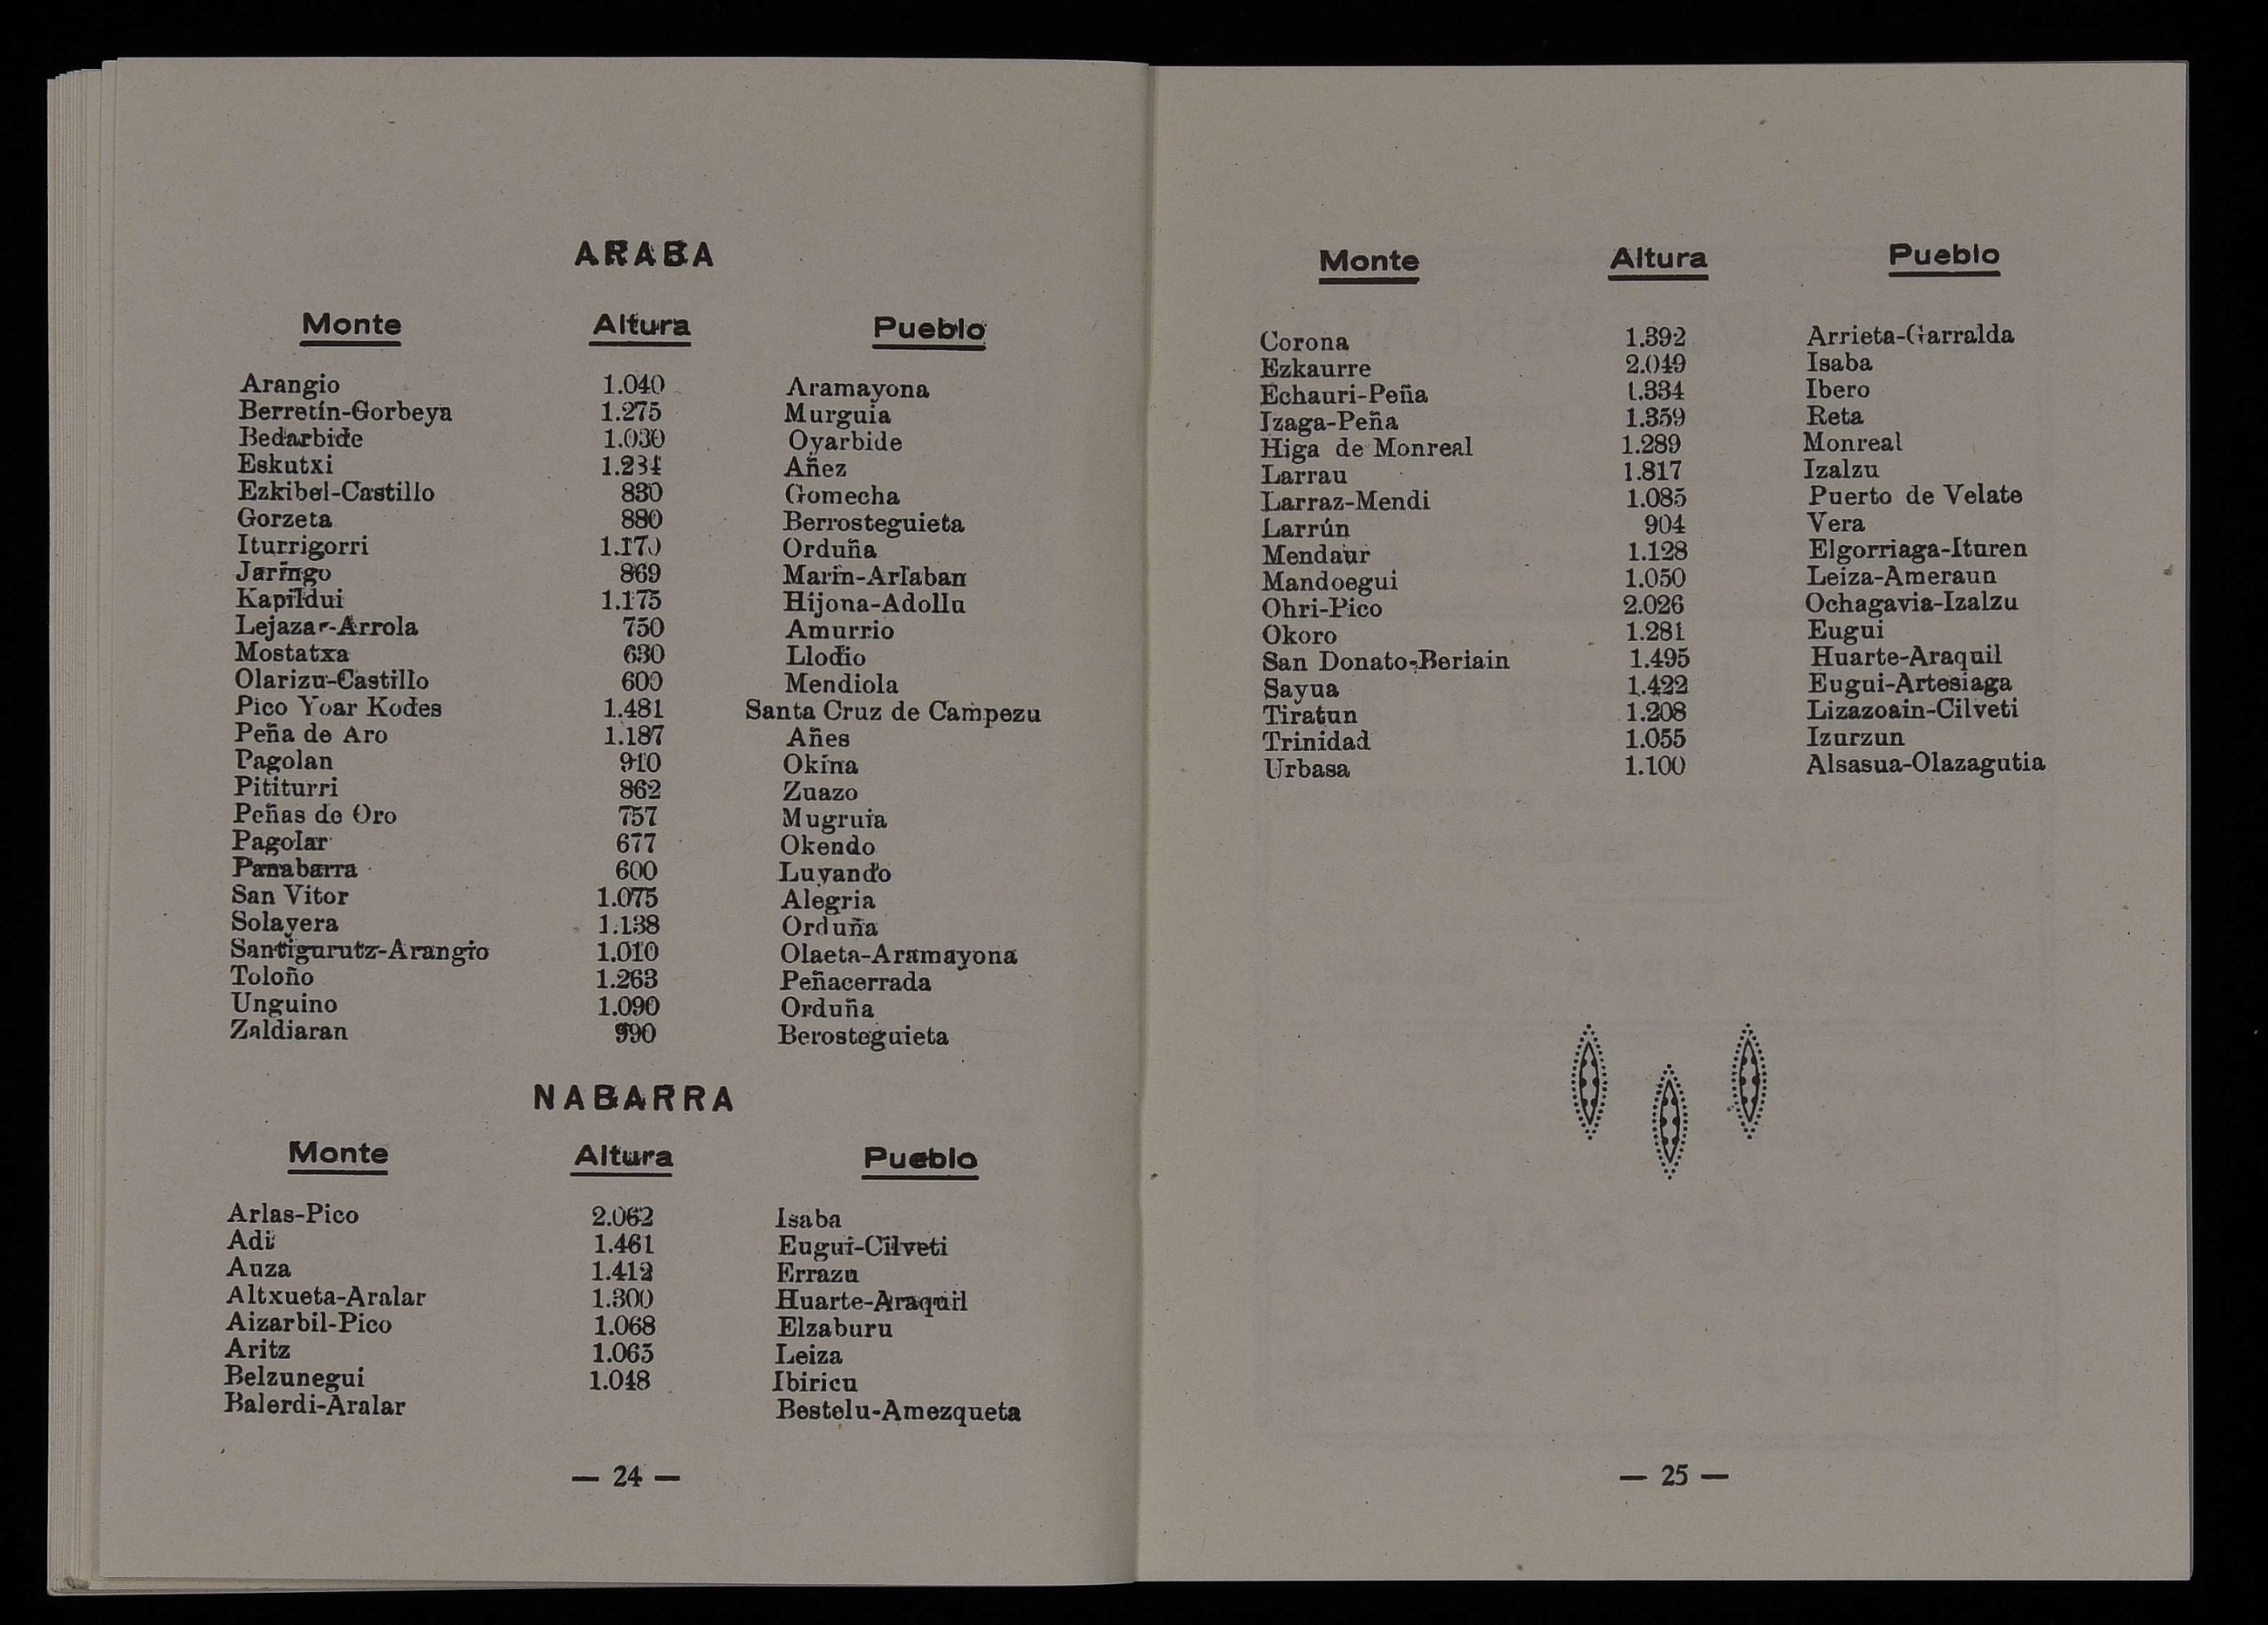 ARABA
Monte Altura Pueblo
Arangio 1.040 Aramayona
Berretín-Gorbeya 1.275 Murguia
Bedarbide 1.030 Oyarbide
Eskutxi 1.234 Añez
Ezkibel-Castillo 830 Gomecha
Gorzeta 880 Berrosteguieta
Iturrigorri 1.170 Orduña
Jaringo 869 Marin-Arlaban
Kapildui 1.175 Hijona-Adollu
Lejazar-Arrola 750 Amurrio
Mostatxa 630 Llodio
Olarizu-Castillo 600 Mendiola
Pico Yoar Kodes 1.481 Santa Cruz de Campezu
Peña de Aro 1.187 Añes
Pagolan 910 Okina
Pititurri 862 Zuazo
Peñas de Oro 757 Mugruia
Pagolar 677 Okendo
Panabarra 600 Luyando
San Vitor 1.075 Alegria
Solayera 1.138 Orduña
Santigurutz-Arangio 1.010 Olaeta-Aramayona
Toloño 1.263 Peñacerrada
Unguino 1.090 Orduña
Zaldiaran 990 Berosteguieta
NABARRA
Monte Altura Pueblo
Arlas-Pico 2.062 Isaba
Adi 1.461 Eugui-Cilveti
Auza 1.412 Errazu
Altxueta-Aralar 1.300 Huarte-Araquil
Aizarbil-Pico 1.068 Elzaburu
Aritz 1.065 Leiza
Belzunegui 1.048 Ibiricu
Balerdi-Aralar Bestelu-Amezqueta
— 24 —
Monte Altura Pueblo
Corona 1.392 Arrieta-Garralda
Ezkaurre 2.049 Isaba
Echauri-Peña 1.334 Ibero
Izaga-Peña 1.359 Reta
Higa de Monreal 1.289 Monreal
Larrau 1.817 Izalzu
Larraz-Mendi 1.085 Puerto de Velate
Larrún 904 Vera
Mendaur 1.128 Elgorriaga-Ituren
Mandoegui 1.050 Leiza-Ameraun
Ohri-Pico 2.026 Ochagavia-Izalzu
Okoro 1.281 Eugui
San Donato-Beriain 1.495 Huarte-Araquil
Sayua 1.422 Eugui-Artesiaga
Tiratun 1.208 Lizazoain-Cilveti
Trinidad 1.055 Izurzun
Urbasa 1.100 Alsasua-Olazagutia
— 25 —